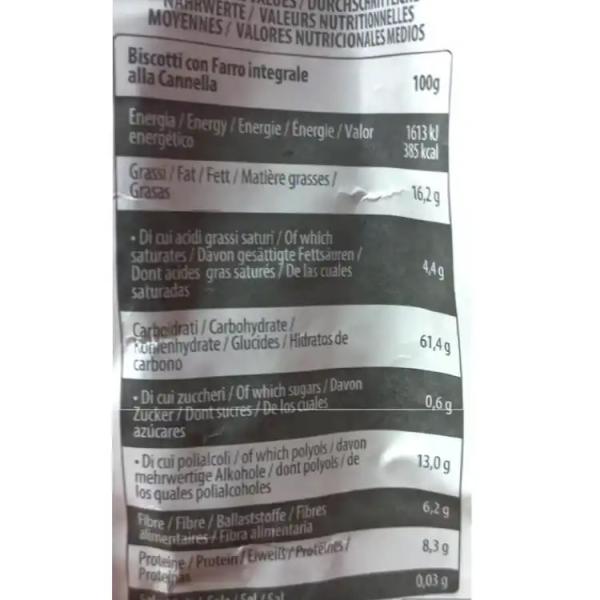 VALUES / DURCHSCHNITTLICHE
NÄHRWERTE / VALEURS NUTRITIONNELLES
MOYENNES / VALORES NUTRICIONALES MEDIOS
Biscotti con Farro integrale
alla Cannella 100g
Energia / Energy / Energie / Énergie / Valor 1613 kJ
energético 385 kcal
Grassi / Fat / Fett / Matière grasses /
Grasas 16,2 g
• Di cui acidi grassi saturi / Of which
saturates / Davon gesättigte Fettsäuren /
Dont acides gras saturés / De las cuales 4,4 g
saturadas
Carboidrati / Carbohydrate /
Kohlenhydrate / Glucides / Hidratos de 61,4 g
carbono
• Di cui zuccheri / Of which sugars / Davon
Zucker / Dont sucres / De los cuales 0,6 g
azúcares
• Di cui polialcoli / of which polyols / davon
mehrwertige Alkohole / dont polyols / de 13,0 g
los quales polialcoholes
Fibre / Fibre / Ballaststoffe / Fibres 6,2 g
alimentaires / Fibra alimentaria
Proteine / Protein / Eiweiß / Protéines / 8,3 g
Proteinas
0,03 g